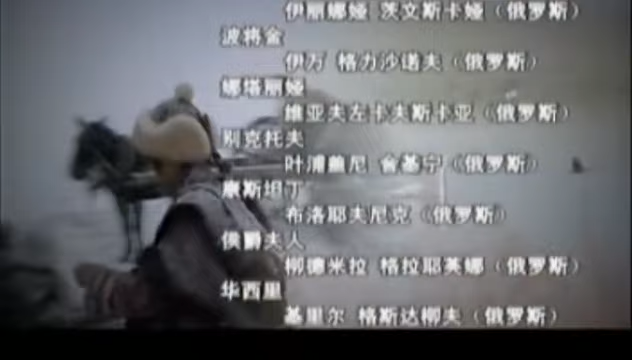 伊丽娜娅 茨文斯卡娅（俄罗斯）
波将金
伊万 格力沙诺夫（俄罗斯）
娜塔丽娅
维亚夫左卡夫斯卡亚（俄罗斯）
别克托夫
叶浦盖尼 舍基宁（俄罗斯）
康斯坦丁
布洛耶夫尼克（俄罗斯）
侯爵夫人
柳德米拉 格拉耶英娜（俄罗斯）
华西里
基里尔 格斯达柳夫（俄罗斯）